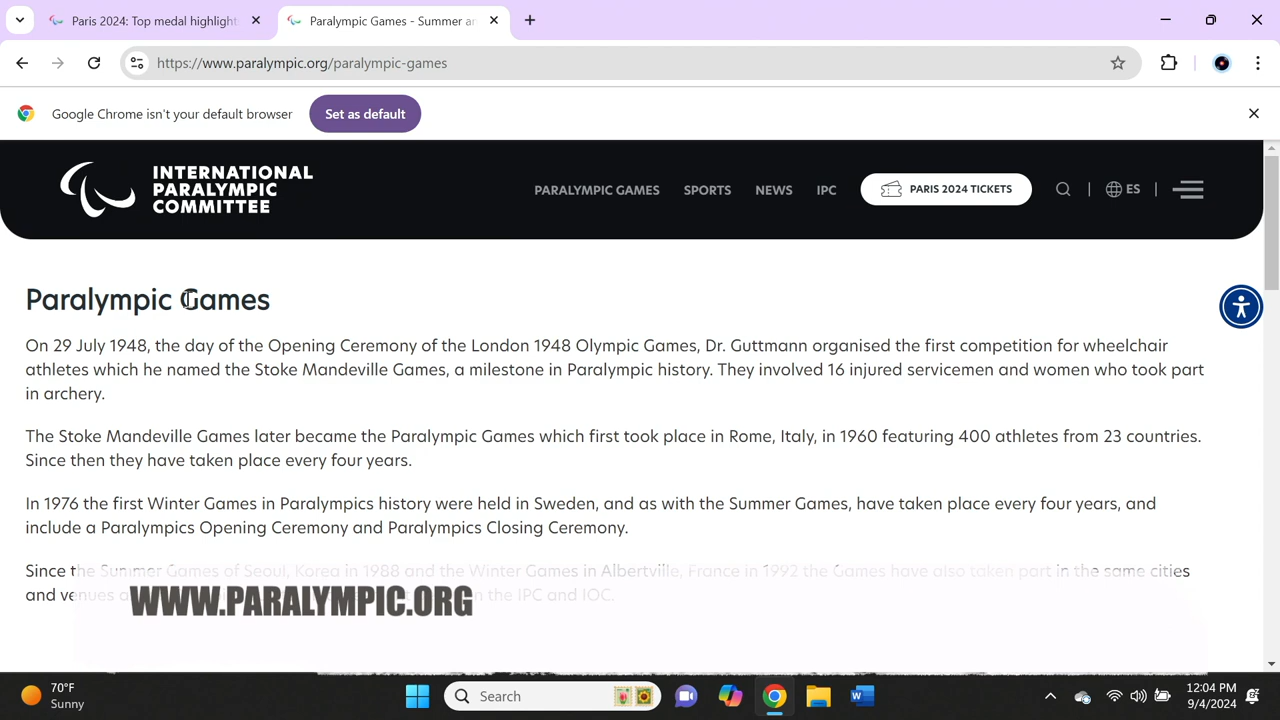 Paris 2024: Top medal highlight
Paralympic Games - Summer an
https://www.paralympic.org/paralympic-games
Google Chrome isn't your default browser
Set as default
INTERNATIONAL
PARALYMPIC
COMMITTEE
PARALYMPIC GAMES
SPORTS
NEWS
IPC
PARIS 2024 TICKETS
ES
Paralympic Games
On 29 July 1948, the day of the Opening Ceremony of the London 1948 Olympic Games, Dr. Guttmann organised the first competition for wheelchair
athletes which he named the Stoke Mandeville Games, a milestone in Paralympic history. They involved 16 injured servicemen and women who took part
in archery.
The Stoke Mandeville Games later became the Paralympic Games which first took place in Rome, Italy, in 1960 featuring 400 athletes from 23 countries.
Since then they have taken place every four years.
In 1976 the first Winter Games in Paralympics history were held in Sweden, and as with the Summer Games, have taken place every four years, and
include a Paralympics Opening Ceremony and Paralympics Closing Ceremony.
Since the Summer Games of Seoul, Korea in 1988 and the Winter Games in Albertville, France in 1992 the Games have also taken part in the same cities
and venues the IPC and IOC.
WWW.PARALYMPIC.ORG
70°F
Sunny
Search
12:04 PM
9/4/2024